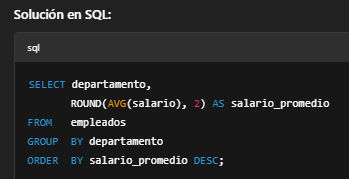 Solución en SQL:
sql
SELECT departamento,
       ROUND(AVG(salario), 2) AS salario_promedio
FROM   empleados
GROUP  BY departamento
ORDER  BY salario_promedio DESC;